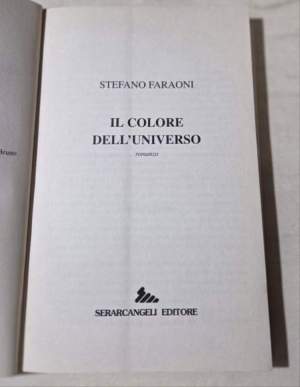 STEFANO FARAONI
IL COLORE
DELL'UNIVERSO
romanzo
SERARCANGELI EDITORE